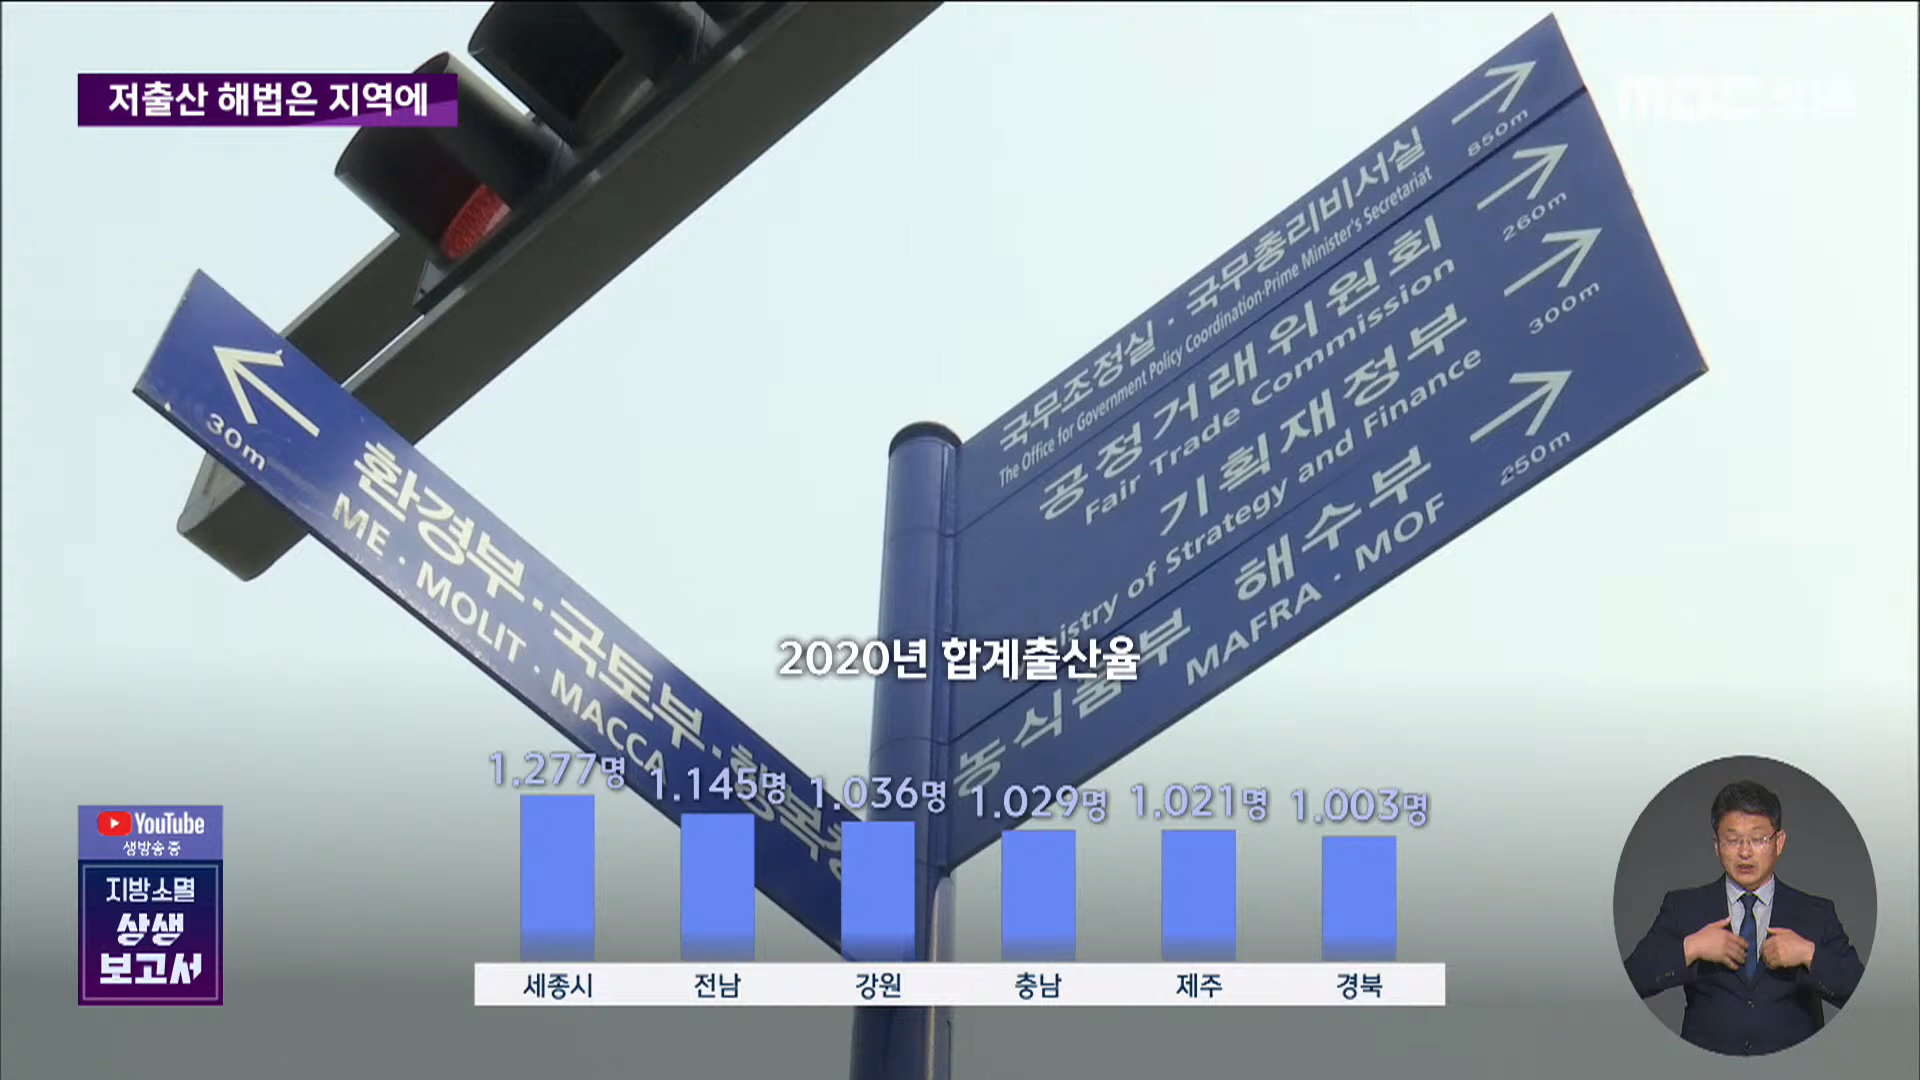 저출산 해법은 지역에
850m
국무조정실·국무총리비서실
The Office for Government Policy Coordination·Prime Minister's Secretariat
260m
공정거래위원회
Fair Trade Commission
300m
기획재정부
of Strategy and Finance
250m
농식품부 해수부
MAFRA · MOF
30m
환경부·국토부·행복청
ME · MOLIT · MACCA
2020년 합계출산율
1.277명 1.145명 1.036명 1.029명 1.021명 1.003명
세종시 전남 강원 충남 제주 경북
YouTube
생방송 중
지방소멸
상생
보고서